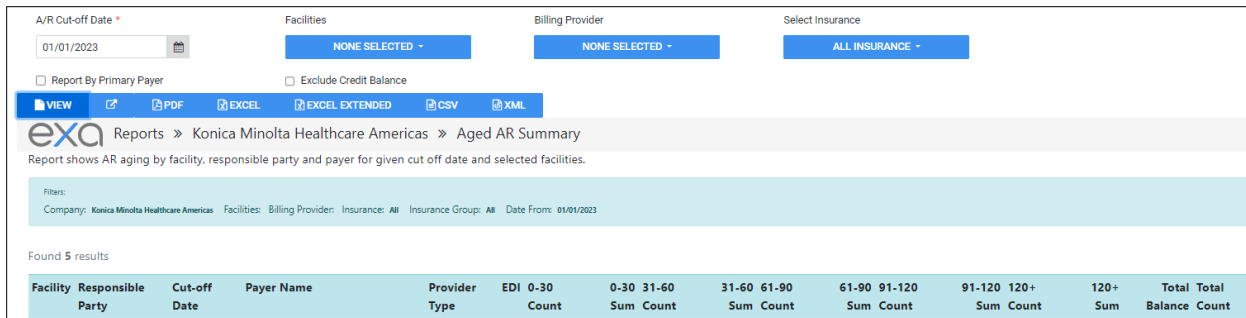 A/R Cut-off Date * Facilities Billing Provider Select Insurance
01/01/2023 NONE SELECTED NONE SELECTED ALL INSURANCE
Report By Primary Payer Exclude Credit Balance
VIEW PDF EXCEL EXCEL EXTENDED CSV XML
exa Reports » Konica Minolta Healthcare Americas » Aged AR Summary
Report shows AR aging by facility, responsible party and payer for given cut off date and selected facilities.
Filters:
Company: Konica Minolta Healthcare Americas Facilities: Billing Provider: Insurance: All Insurance Group: All Date From: 01/01/2023
Found 5 results
Facility Responsible Cut-off Payer Name Provider EDI 0-30 0-30 31-60 31-60 61-90 61-90 91-120 91-120 120+ 120+ Total Total
Party Date Type Count Sum Count Sum Count Sum Count Sum Count Sum Balance Count